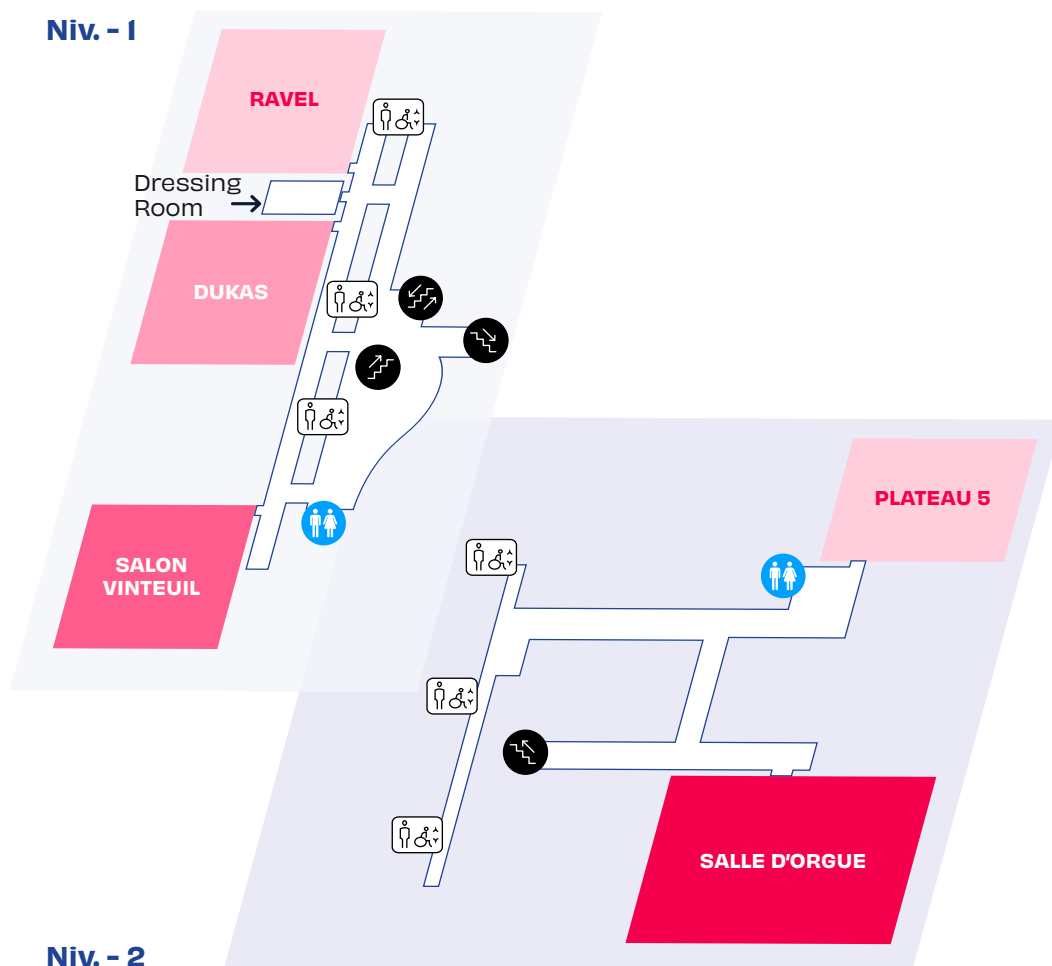 Niv. - 1
RAVEL
Dressing
Room
DUKAS
SALON
VINTEUIL
PLATEAU 5
SALLE D'ORGUE
Niv. - 2